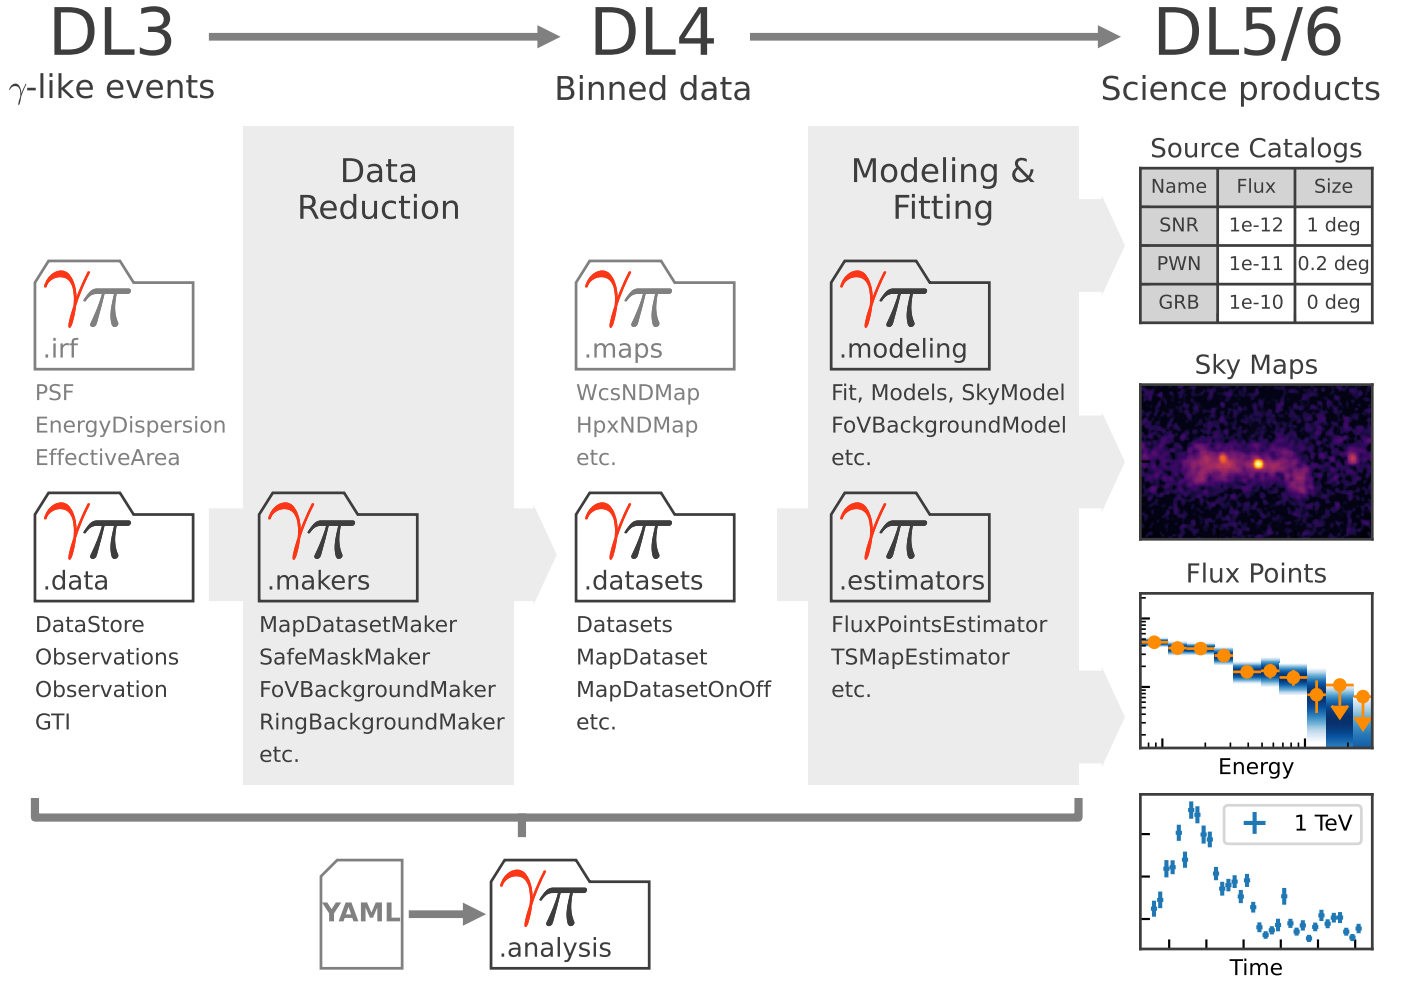 DL3
DL4
DL5/6
γ-like events
Binned data
Science products
Data
Reduction
Modeling &
Fitting
γπ
.irf
PSF
EnergyDispersion
EffectiveArea
γπ
.data
DataStore
Observations
Observation
GTI
γπ
.makers
MapDatasetMaker
SafeMaskMaker
FoVBackgroundMaker
RingBackgroundMaker
etc.
γπ
.maps
WcsNDMap
HpxNDMap
etc.
γπ
.datasets
Datasets
MapDataset
MapDatasetOnOff
etc.
γπ
.modeling
Fit, Models, SkyModel
FoVBackgroundModel
etc.
γπ
.estimators
FluxPointsEstimator
TSMapEstimator
etc.
Source Catalogs
Name Flux Size
SNR 1e-12 1 deg
PWN 1e-11 0.2 deg
GRB 1e-10 0 deg
Sky Maps
Flux Points
Energy
1 TeV
Time
YAML
γπ
.analysis